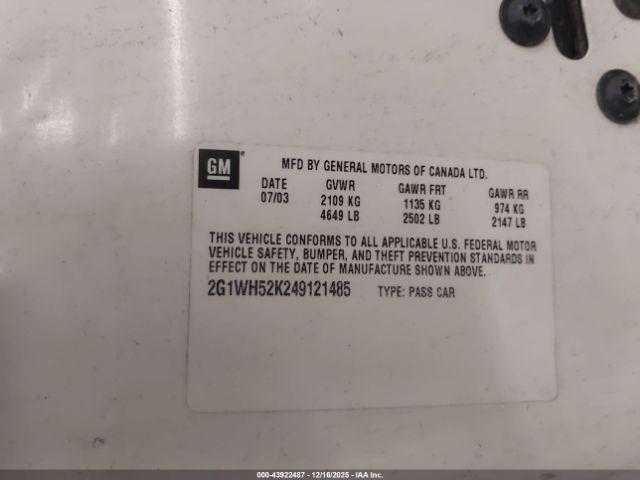 GM
MFD BY GENERAL MOTORS OF CANADA LTD.
DATE GVWR GAWR FRT GAWR RR
07/03 2109 KG 1135 KG 974 KG
4649 LB 2502 LB 2147 LB
THIS VEHICLE CONFORMS TO ALL APPLICABLE U.S. FEDERAL MOTOR
VEHICLE SAFETY, BUMPER, AND THEFT PREVENTION STANDARDS IN
EFFECT ON THE DATE OF MANUFACTURE SHOWN ABOVE.
2G1WH52K249121485 TYPE: PASS CAR
000-43922487 - 12/16/2025 - IAA Inc.